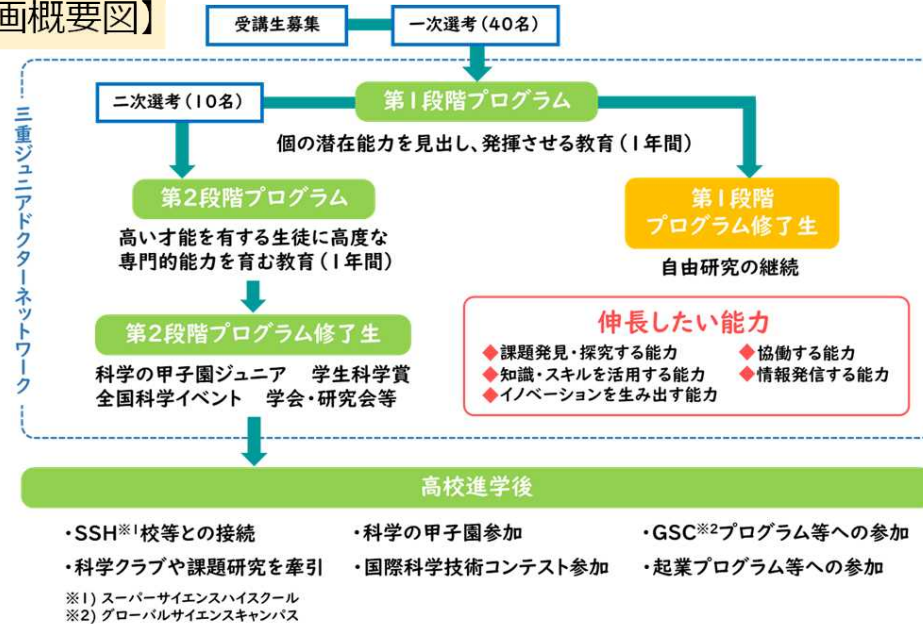 画概要図】
受講生募集
一次選考(40名)
二次選考(10名)
第1段階プログラム
個の潜在能力を見出し、発揮させる教育(1年間)
三重ジュニアドクターネットワーク
第2段階プログラム
高い才能を有する生徒に高度な
専門的能力を育む教育(1年間)
第1段階
プログラム修了生
自由研究の継続
第2段階プログラム修了生
科学の甲子園ジュニア 学生科学賞
全国科学イベント 学会・研究会等
伸長したい能力
◆課題発見・探究する能力 ◆協働する能力
◆知識・スキルを活用する能力 ◆情報発信する能力
◆イノベーションを生み出す能力
高校進学後
・SSH※1校等との接続 ・科学の甲子園参加 ・GSC※2プログラム等への参加
・科学クラブや課題研究を牽引 ・国際科学技術コンテスト参加 ・起業プログラム等への参加
※1) スーパーサイエンスハイスクール
※2) グローバルサイエンスキャンパス